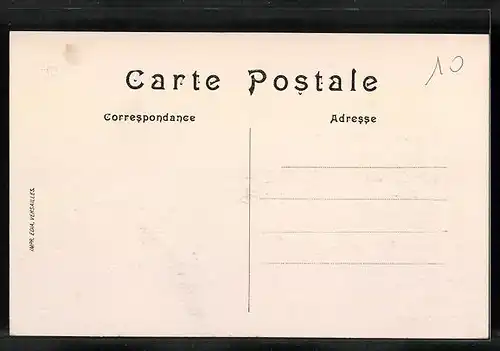 Carte Postale
10
Correspondance
Adresse
IMPR. EDIA, VERSAILLES.